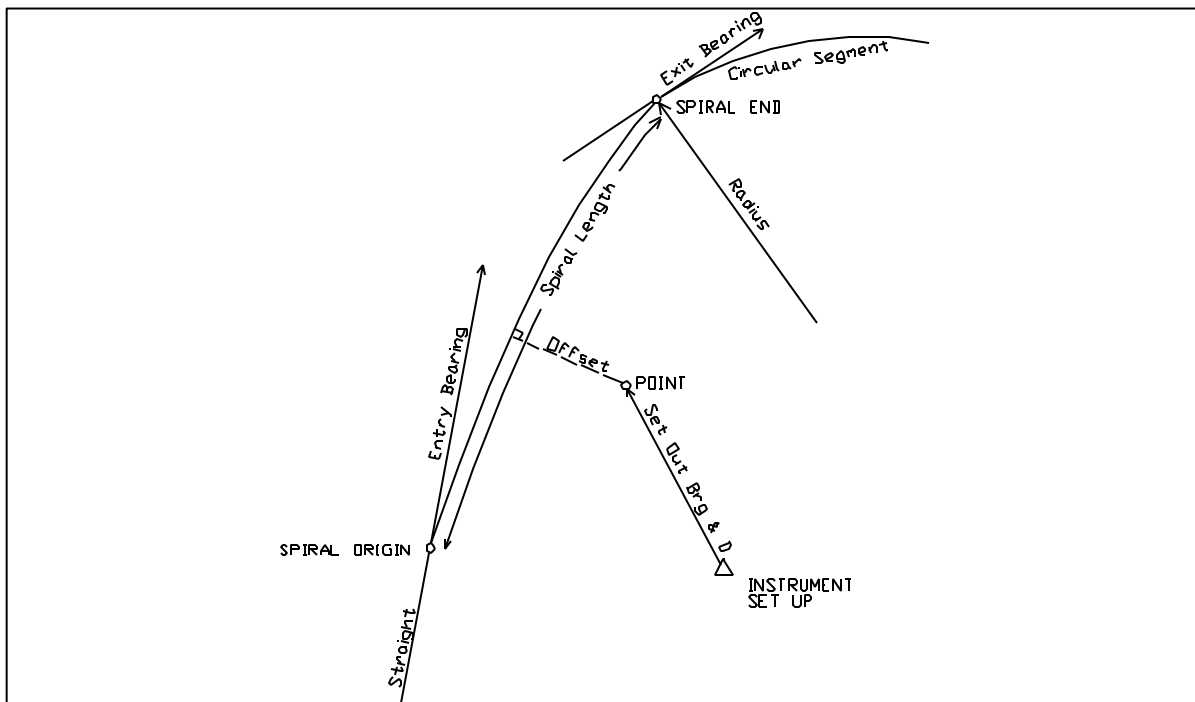 Exit Bearing
Circular Segment
SPIRAL END
Radius
Spiral Length
Entry Bearing
Offset
POINT
Set Out Brg & D
SPIRAL ORIGIN
INSTRUMENT
SET UP
Straight